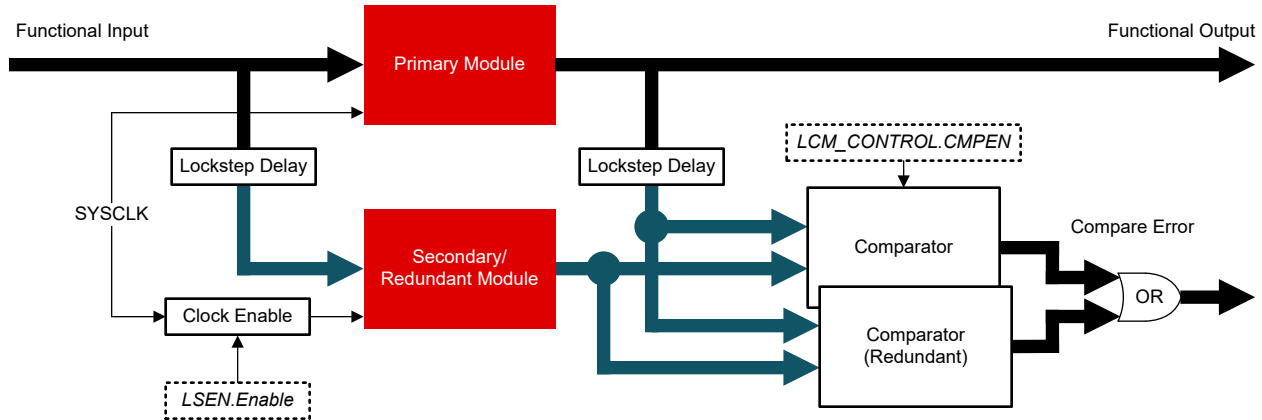 Functional Input
Functional Output
Primary Module
LCM_CONTROL.CMPEN
Lockstep Delay
Lockstep Delay
SYSCLK
Secondary/
Redundant Module
Comparator
Compare Error
Clock Enable
OR
Comparator
(Redundant)
LSEN.Enable